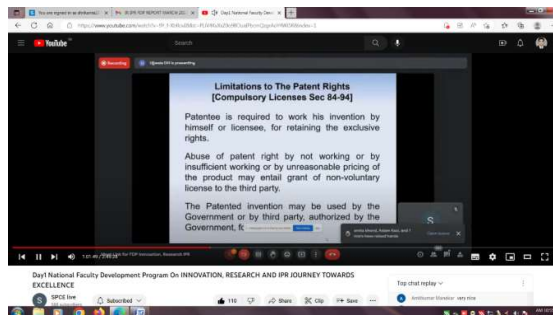 YouTube
Search
Recording
is presenting
Limitations to The Patent Rights
[Compulsory Licenses Sec 84-94]
Patentee is required to work his invention by
himself or licensee, for retaining the exclusive
rights.
Abuse of patent right by not working or by
insufficient working or by unreasonable pricing of
the product may entail grant of non-voluntary
license to the third party.
The Patented invention may be used by the
Government or by third party, authorized by the
Government,
S
Day1 National Faculty Development Program On INNOVATION, RESEARCH AND IPR JOURNEY TOWARDS
EXCELLENCE
SPCE live
Subscribed
116
Share
Clip
Save
Top chat replay
very nice